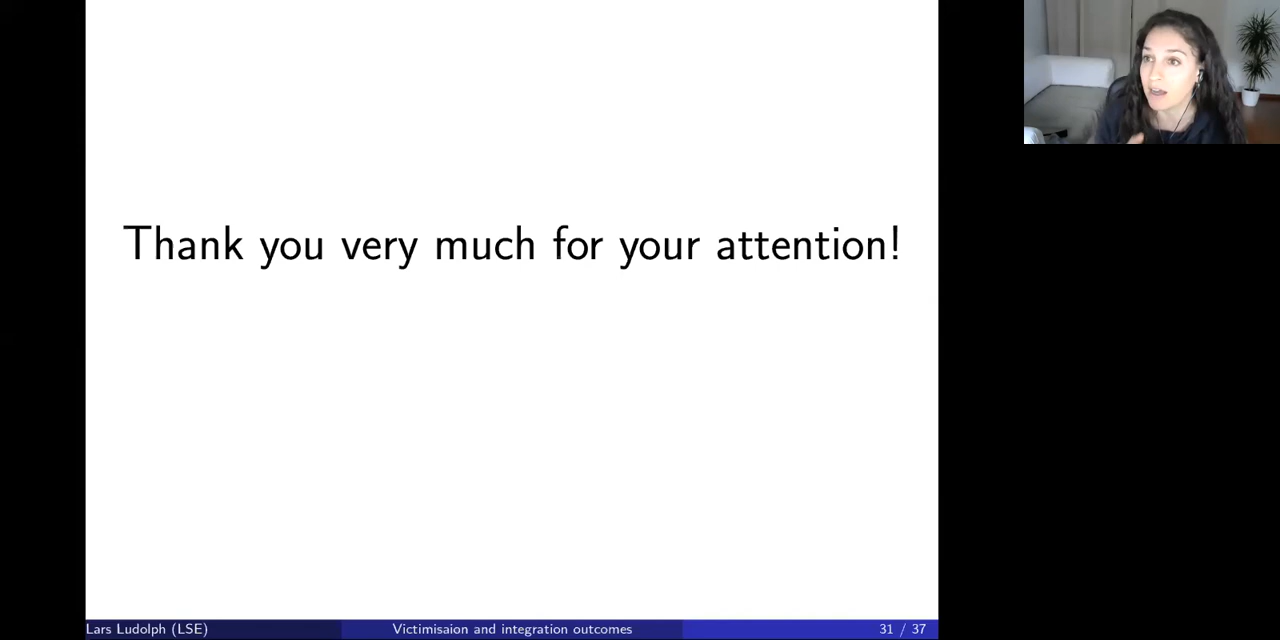 Thank you very much for your attention!
Lars Ludolph (LSE) Victimisaion and integration outcomes 31 / 37